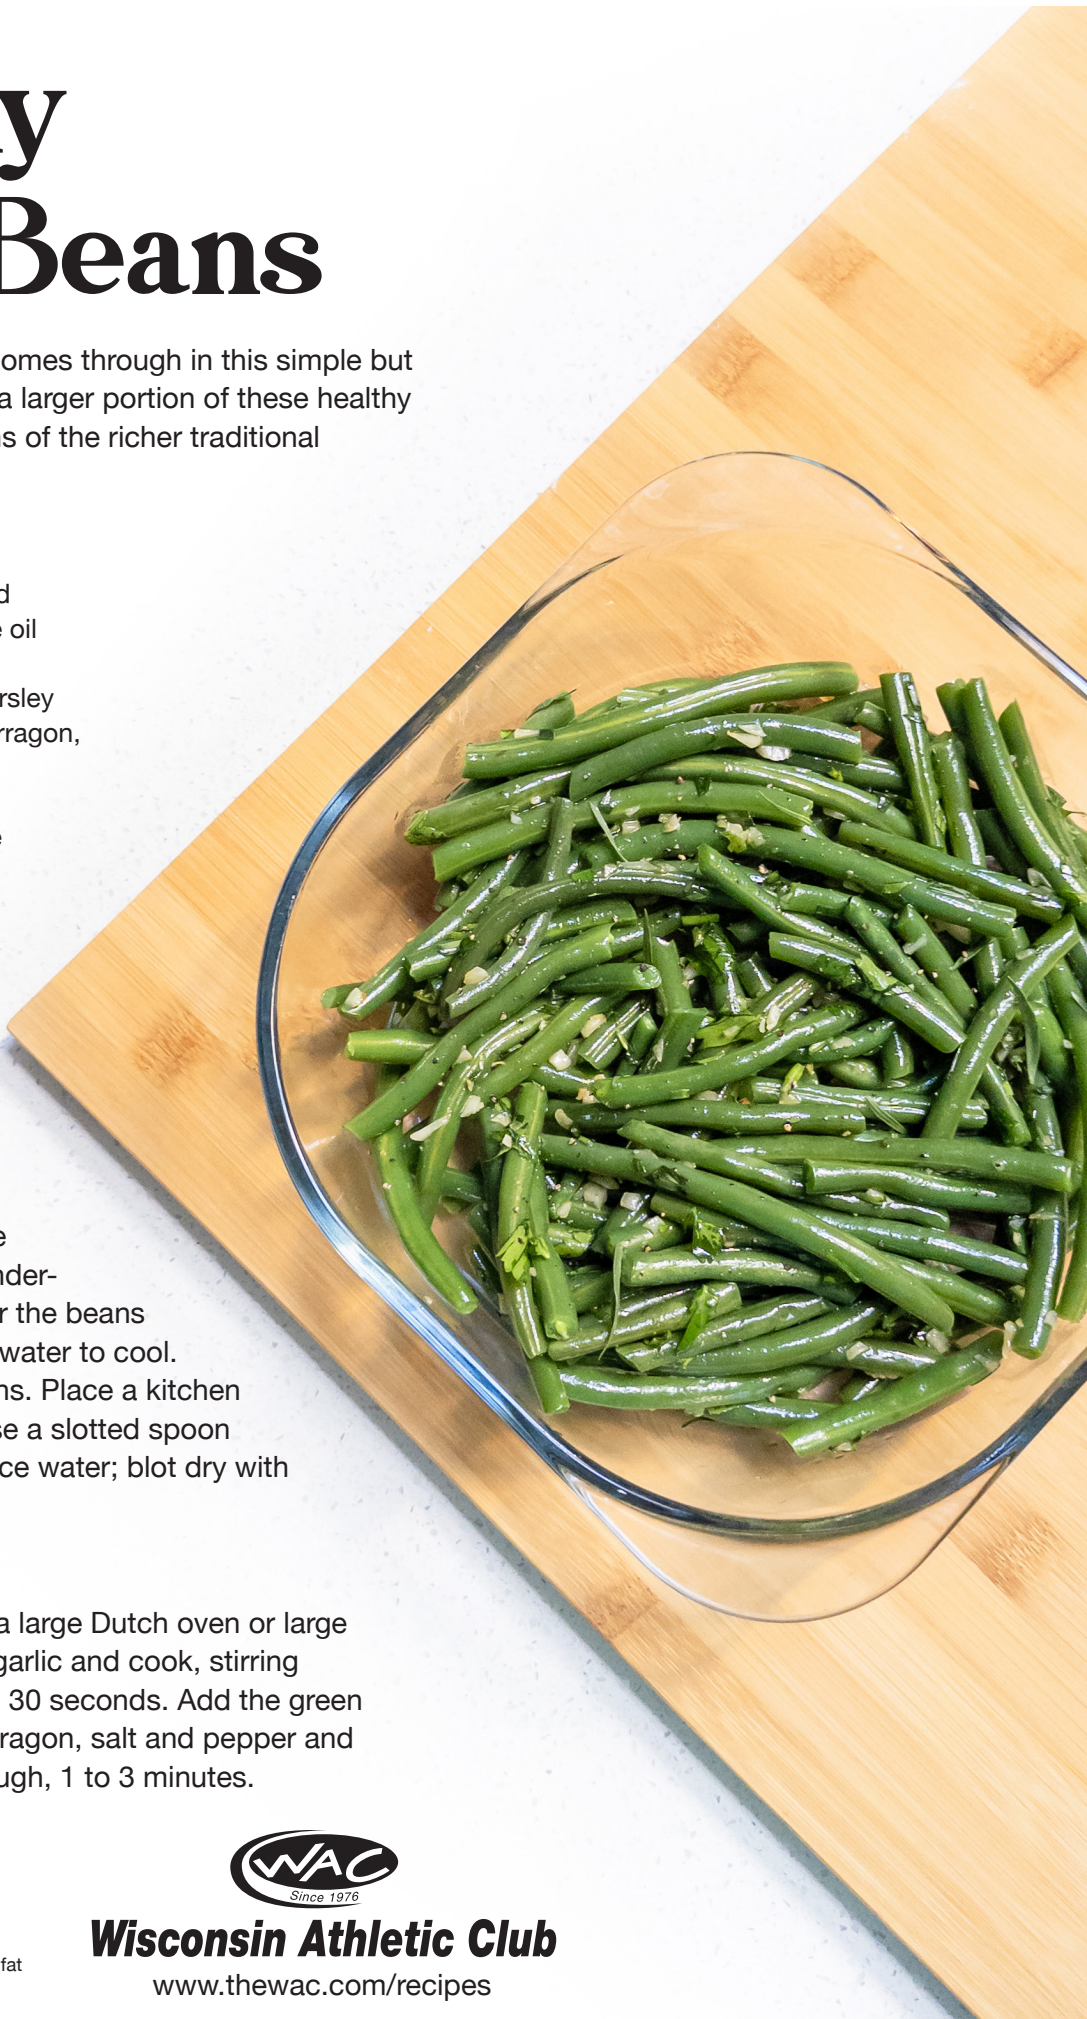 y
Beans
omes through in this simple but
a larger portion of these healthy
s of the richer traditional
d
oil
rsley
rragon,
e
e
nder-
r the beans
water to cool.
ns. Place a kitchen
se a slotted spoon
ce water; blot dry with
a large Dutch oven or large
garlic and cook, stirring
30 seconds. Add the green
ragon, salt and pepper and
ugh, 1 to 3 minutes.
WAC
Since 1976
Wisconsin Athletic Club
fat
www.thewac.com/recipes